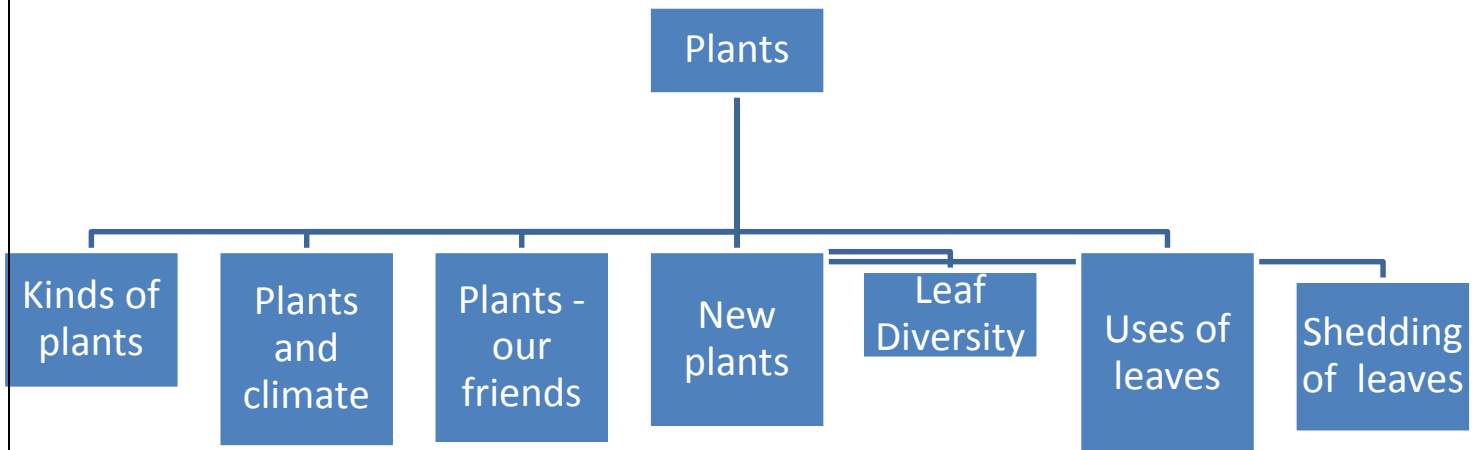 Plants
Kinds of
plants
Plants
and
climate
Plants -
our
friends
New
plants
Leaf
Diversity
Uses of
leaves
Shedding
of leaves